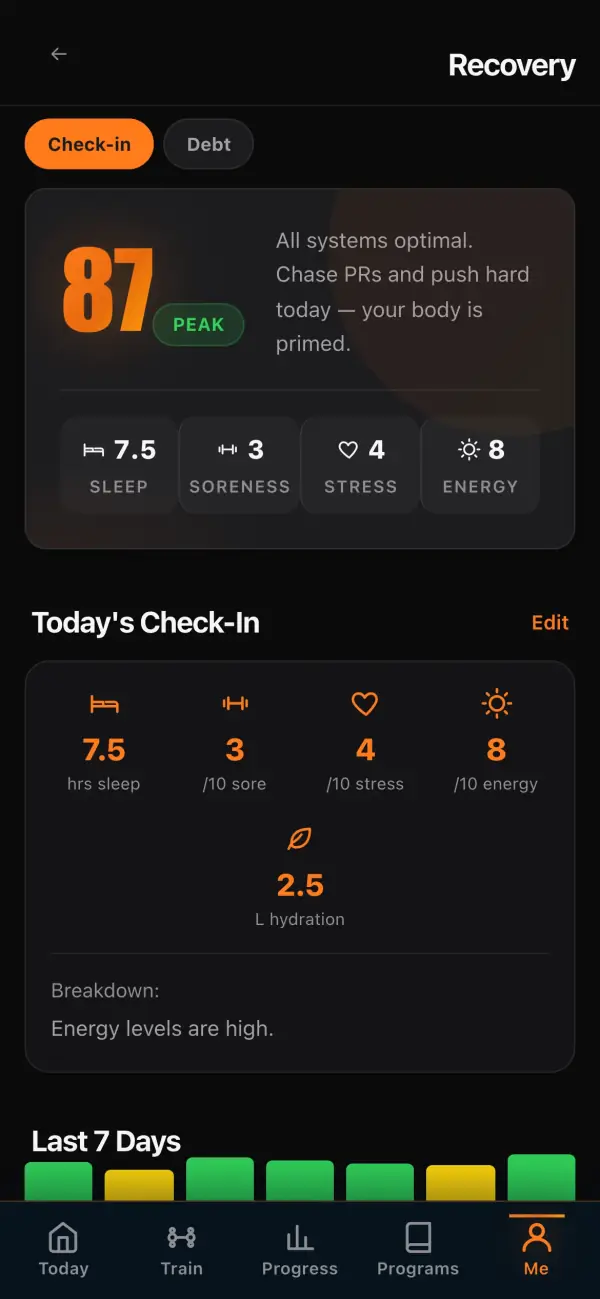 ←
Recovery
Check-in
Debt
87
PEAK
All systems optimal.
Chase PRs and push hard
today — your body is
primed.
7.5
SLEEP
3
SORENESS
4
STRESS
8
ENERGY
Today's Check-In
Edit
7.5
hrs sleep
3
/10 sore
4
/10 stress
8
/10 energy
2.5
L hydration
Breakdown:
Energy levels are high.
Last 7 Days
Today
Train
Progress
Programs
Me